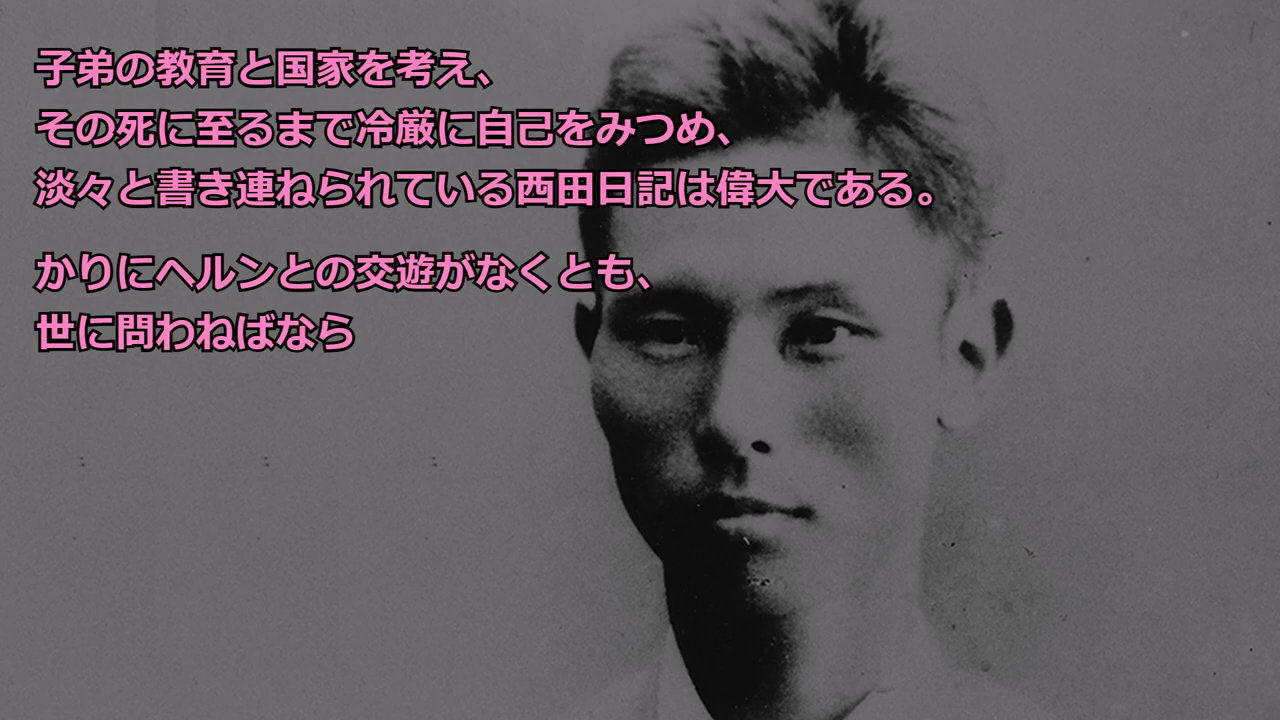 子弟の教育と国家を考え、
その死に至るまで冷厳に自己をみつめ、
淡々と書き連ねられている西田日記は偉大である。
かりにヘルンとの交遊がなくとも、
世に問わねばなら